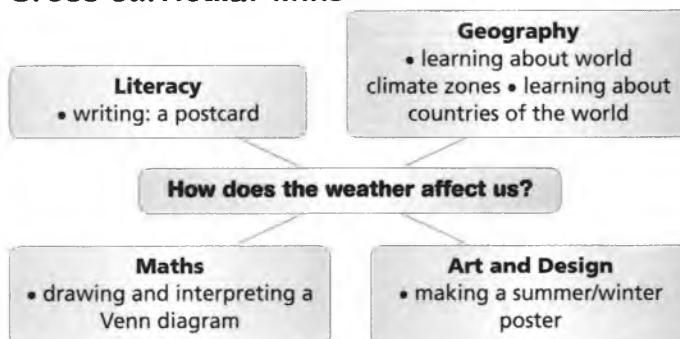 Literacy
• writing: a postcard
Geography
• learning about world
climate zones • learning about
countries of the world
How does the weather affect us?
Maths
• drawing and interpreting a
Venn diagram
Art and Design
• making a summer/winter
poster